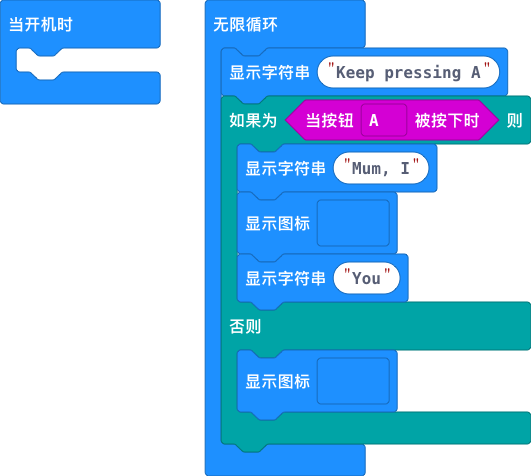 当开机时
无限循环
显示字符串 "Keep pressing A"
如果为 当按钮 A 被按下时 则
显示字符串 "Mum, I"
显示图标
显示字符串 "You"
否则
显示图标